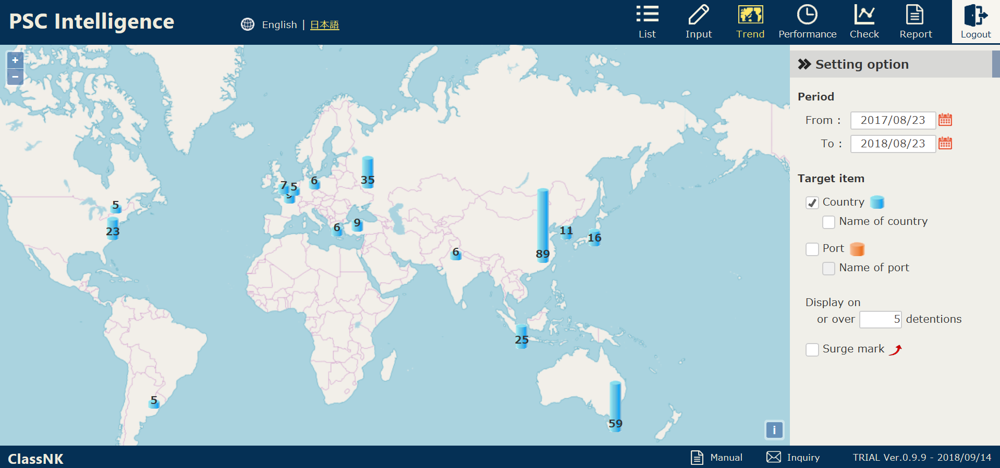 PSC Intelligence
English | 日本語
List
Input
Trend
Performance
Check
Report
Logout
+
−
5
23
5
7
5
9
6
35
6
9
6
89
11
16
25
59
i
Setting option
Period
From : 2017/08/23
To : 2018/08/23
Target item
Country
Name of country
Port
Name of port
Display on
or over 5 detentions
Surge mark
ClassNK
Manual
Inquiry
TRIAL Ver.0.9.9 - 2018/09/14